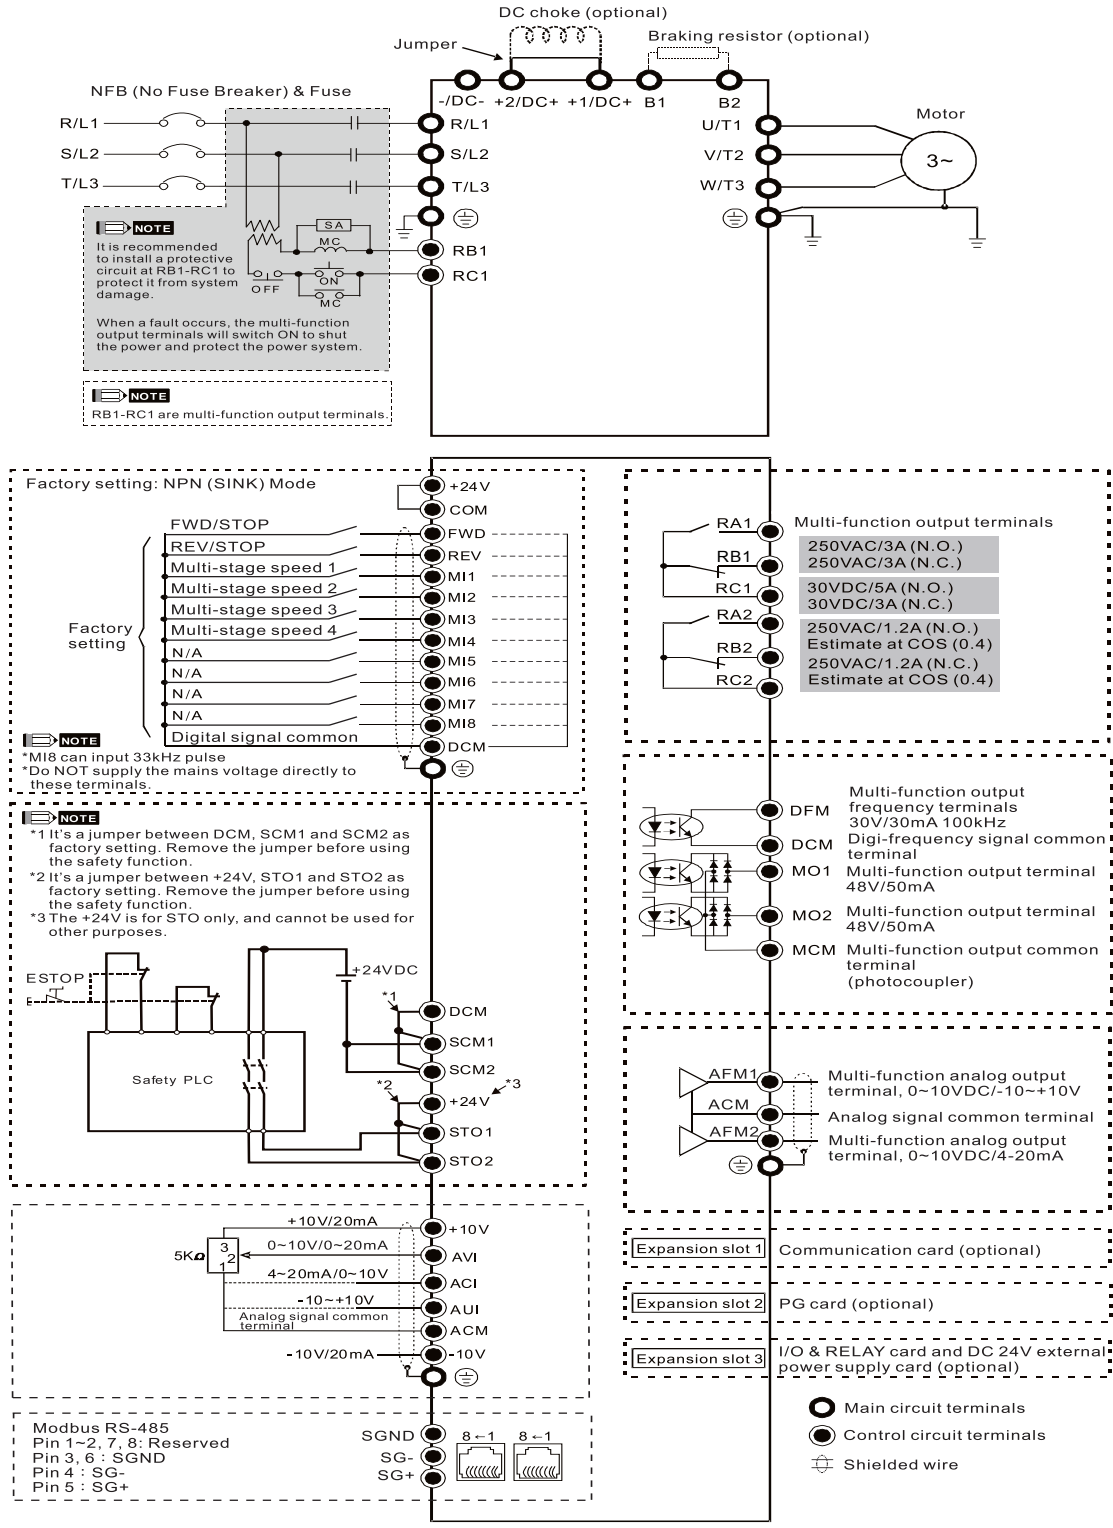 DC choke (optional)
Jumper
Braking resistor (optional)
NFB (No Fuse Breaker) & Fuse
-/DC- +2/DC+ +1/DC+ B1 B2
R/L1
S/L2
T/L3
R/L1
S/L2
T/L3
RB1
RC1
U/T1
V/T2
W/T3
Motor
3~
SA
MC
ON
OFF
MC
NOTE
It is recommended
to install a protective
circuit at RB1-RC1 to
protect it from system
damage.
When a fault occurs, the multi-function
output terminals will switch ON to shut
the power and protect the power system.
NOTE
RB1-RC1 are multi-function output terminals.
Factory setting: NPN (SINK) Mode
+24V
COM
FWD/STOP
FWD
REV/STOP
REV
Multi-stage speed 1
MI1
Multi-stage speed 2
MI2
Multi-stage speed 3
MI3
Multi-stage speed 4
MI4
N/A
MI5
N/A
MI6
N/A
MI7
N/A
MI8
Digital signal common
DCM
Factory
setting
NOTE
*MI8 can input 33kHz pulse
*Do NOT supply the mains voltage directly to
these terminals.
RA1
RB1
RC1
RA2
RB2
RC2
Multi-function output terminals
250VAC/3A (N.O.)
250VAC/3A (N.C.)
30VDC/5A (N.O.)
30VDC/3A (N.C.)
250VAC/1.2A (N.O.)
Estimate at COS (0.4)
250VAC/1.2A (N.C.)
Estimate at COS (0.4)
NOTE
*1 It's a jumper between DCM, SCM1 and SCM2 as
factory setting. Remove the jumper before using
the safety function.
*2 It's a jumper between +24V, STO1 and STO2 as
factory setting. Remove the jumper before using
the safety function.
*3 The +24V is for STO only, and cannot be used for
other purposes.
ESTOP
Safety PLC
+24VDC
*1
DCM
SCM1
SCM2
*2
*3
+24V
STO1
STO2
DFM
Multi-function output
frequency terminals
30V/30mA 100kHz
DCM
Digi-frequency signal common
terminal
MO1
Multi-function output terminal
48V/50mA
MO2
Multi-function output terminal
48V/50mA
MCM
Multi-function output common
terminal
(photocoupler)
AFM1
Multi-function analog output
terminal, 0~10VDC/-10~+10V
ACM
Analog signal common terminal
AFM2
Multi-function analog output
terminal, 0~10VDC/4-20mA
+10V/20mA
+10V
5KΩ
3
2
1
0~10V/0~20mA
AVI
4~20mA/0~10V
ACI
-10~+10V
AUI
Analog signal common
terminal
ACM
-10V/20mA
-10V
Expansion slot 1
Communication card (optional)
Expansion slot 2
PG card (optional)
Expansion slot 3
I/O & RELAY card and DC 24V external
power supply card (optional)
Modbus RS-485
Pin 1~2, 7, 8: Reserved
Pin 3, 6 : SGND
Pin 4 : SG-
Pin 5 : SG+
SGND
SG-
SG+
8←1
8←1
Main circuit terminals
Control circuit terminals
Shielded wire